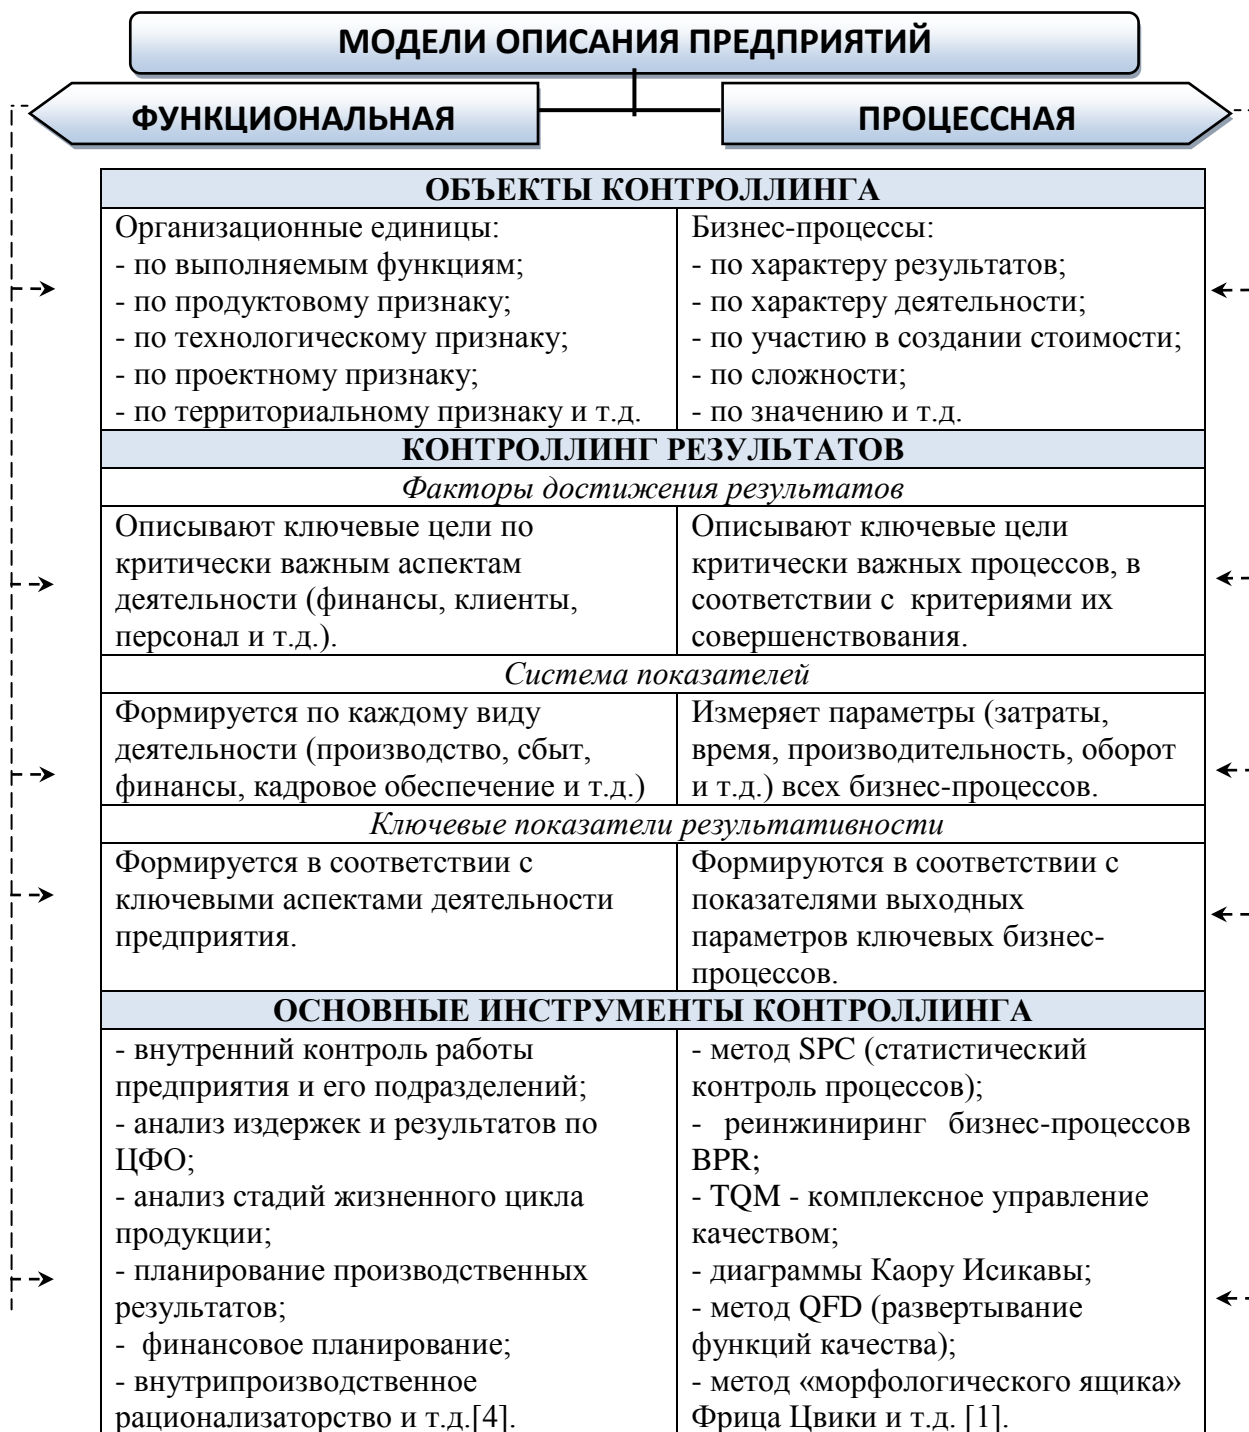 МОДЕЛИ ОПИСАНИЯ ПРЕДПРИЯТИЙ
ФУНКЦИОНАЛЬНАЯ
ПРОЦЕССНАЯ
ОБЪЕКТЫ КОНТРОЛЛИНГА
Организационные единицы:
- по выполняемым функциям;
- по продуктовому признаку;
- по технологическому признаку;
- по проектному признаку;
- по территориальному признаку и т.д.
Бизнес-процессы:
- по характеру результатов;
- по характеру деятельности;
- по участию в создании стоимости;
- по сложности;
- по значению и т.д.
КОНТРОЛЛИНГ РЕЗУЛЬТАТОВ
Факторы достижения результатов
Описывают ключевые цели по
критически важным аспектам
деятельности (финансы, клиенты,
персонал и т.д.).
Описывают ключевые цели
критически важных процессов, в
соответствии с критериями их
совершенствования.
Система показателей
Формируется по каждому виду
деятельности (производство, сбыт,
финансы, кадровое обеспечение и т.д.)
Измеряет параметры (затраты,
время, производительность, оборот
и т.д.) всех бизнес-процессов.
Ключевые показатели результативности
Формируется в соответствии с
ключевыми аспектами деятельности
предприятия.
Формируются в соответствии с
показателями выходных
параметров ключевых бизнес-
процессов.
ОСНОВНЫЕ ИНСТРУМЕНТЫ КОНТРОЛЛИНГА
- внутренний контроль работы
предприятия и его подразделений;
- анализ издержек и результатов по
ЦФО;
- анализ стадий жизненного цикла
продукции;
- планирование производственных
результатов;
- финансовое планирование;
- внутрипроизводственное
рационализаторство и т.д.[4].
- метод SPC (статистический
контроль процессов);
- реинжиниринг бизнес-процессов
BPR;
- TQM - комплексное управление
качеством;
- диаграммы Каору Исикавы;
- метод QFD (развертывание
функций качества);
- метод «морфологического ящика»
Фрица Цвики и т.д. [1].